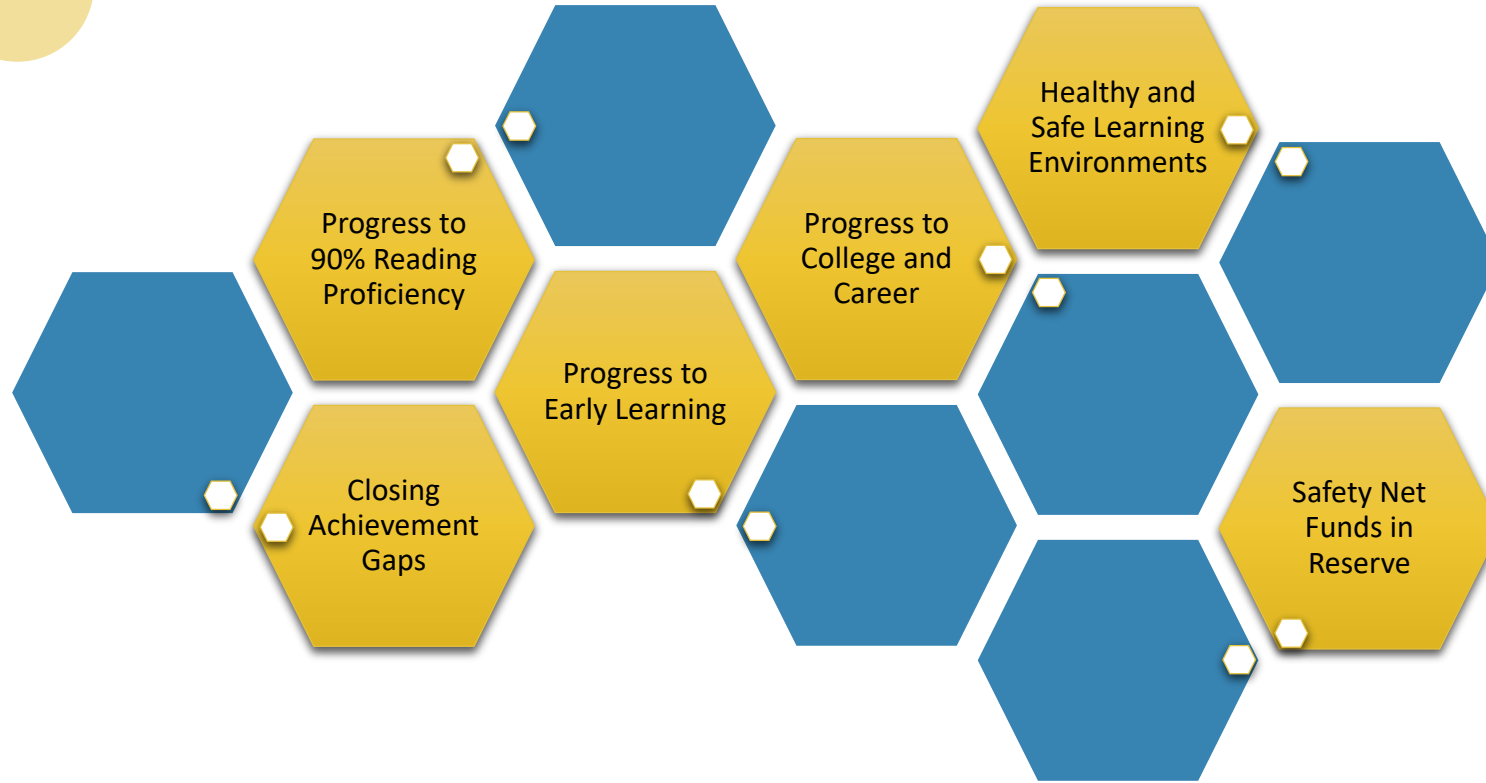 Healthy and
Safe Learning
Environments
Progress to
90% Reading
Proficiency
Progress to
College and
Career
Progress to
Early Learning
Closing
Achievement
Gaps
Safety Net
Funds in
Reserve